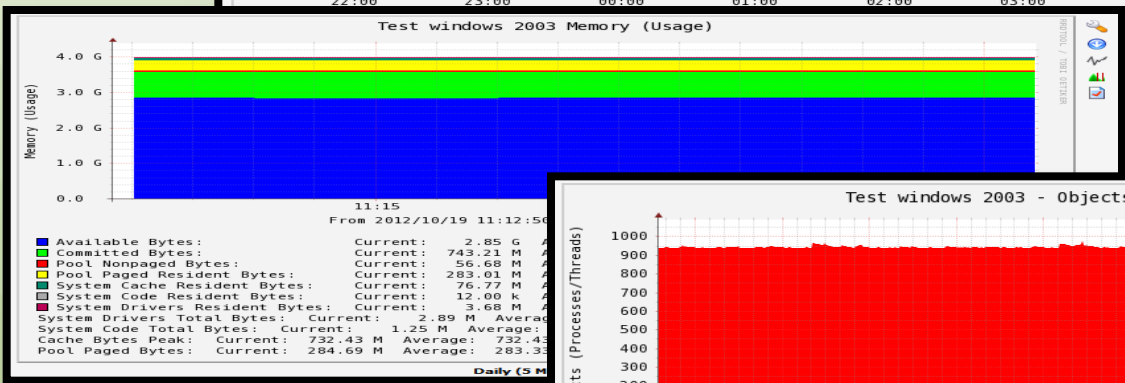 22:00 23:00 00:00 01:00 02:00 03:00
Test windows 2003 Memory (Usage)
Memory (Usage)
4.0 G
3.0 G
2.0 G
1.0 G
0.0
11:15
From 2012/10/19 11:12:50
Available Bytes: Current: 2.85 G A
Committed Bytes: Current: 743.21 M A
Pool Nonpaged Bytes: Current: 56.68 M A
Pool Paged Resident Bytes: Current: 283.01 M A
System Cache Resident Bytes: Current: 76.77 M A
System Code Resident Bytes: Current: 12.00 k A
System Drivers Resident Bytes: Current: 3.68 M A
System Drivers Total Bytes: Current: 2.89 M Averag
System Code Total Bytes: Current: 1.25 M Average:
Cache Bytes Peak: Current: 732.43 M Average: 732.43
Pool Paged Bytes: Current: 284.69 M Average: 283.33
Daily (5 M
RRDTOOL / TOBI OETIKER
Test windows 2003 - Objects
(Processes/Threads)
1000
900
800
700
600
500
400
300